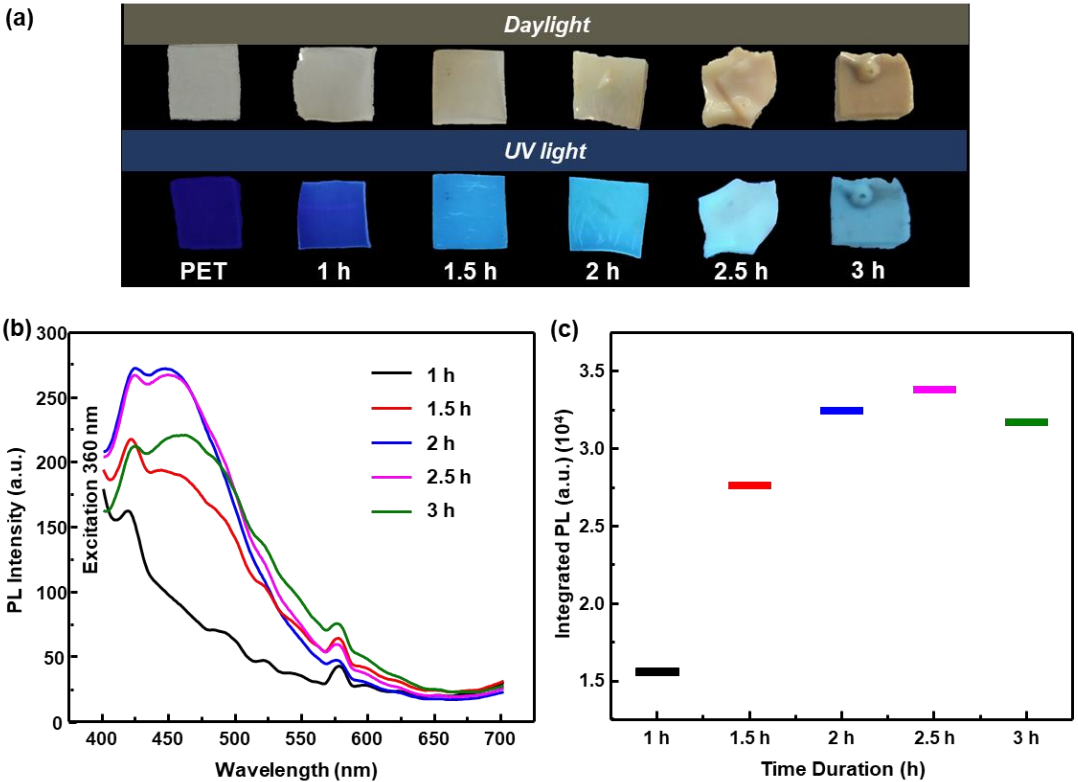 (a)
Daylight
UV light
PET 1 h 1.5 h 2 h 2.5 h 3 h
(b)
300
250
200
150
100
50
0
PL Intensity (a.u.)
Excitation 360 nm
1 h
1.5 h
2 h
2.5 h
3 h
400 450 500 550 600 650 700
Wavelength (nm)
(c)
3.5
3.0
2.5
2.0
1.5
Integrated PL (a.u.) (10⁴)
1 h 1.5 h 2 h 2.5 h 3 h
Time Duration (h)